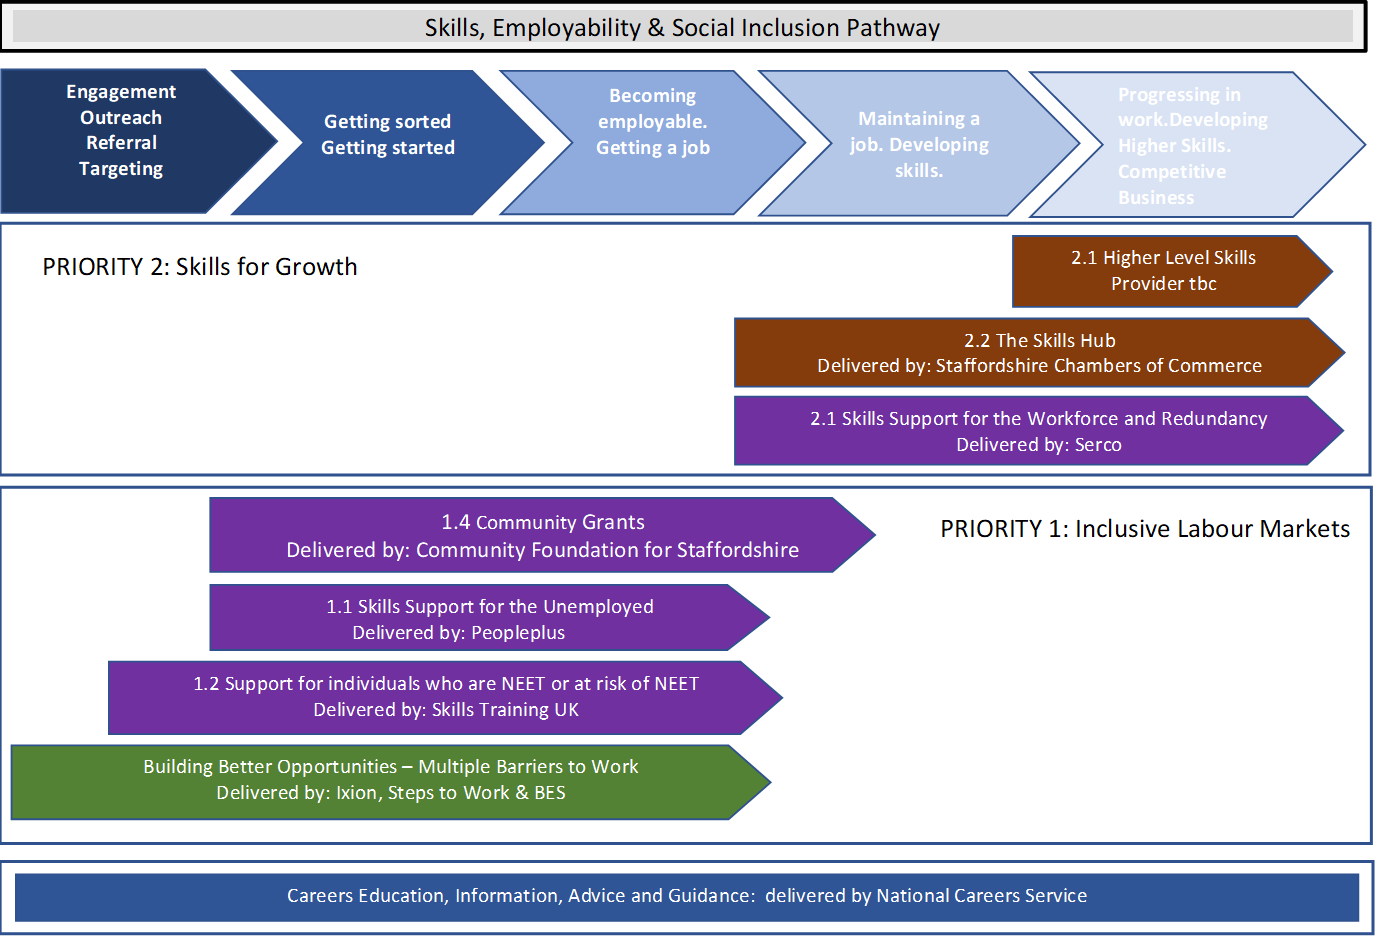 Skills, Employability & Social Inclusion Pathway
Engagement
Outreach
Referral
Targeting
Getting sorted
Getting started
Becoming
employable.
Getting a job
Maintaining a
job. Developing
skills.
Progressing in
work.Developing
Higher Skills.
Competitive
Business
PRIORITY 2: Skills for Growth
2.1 Higher Level Skills
Provider tbc
2.2 The Skills Hub
Delivered by: Staffordshire Chambers of Commerce
2.1 Skills Support for the Workforce and Redundancy
Delivered by: Serco
1.4 Community Grants
Delivered by: Community Foundation for Staffordshire
PRIORITY 1: Inclusive Labour Markets
1.1 Skills Support for the Unemployed
Delivered by: Peopleplus
1.2 Support for individuals who are NEET or at risk of NEET
Delivered by: Skills Training UK
Building Better Opportunities – Multiple Barriers to Work
Delivered by: Ixion, Steps to Work & BES
Careers Education, Information, Advice and Guidance:  delivered by National Careers Service